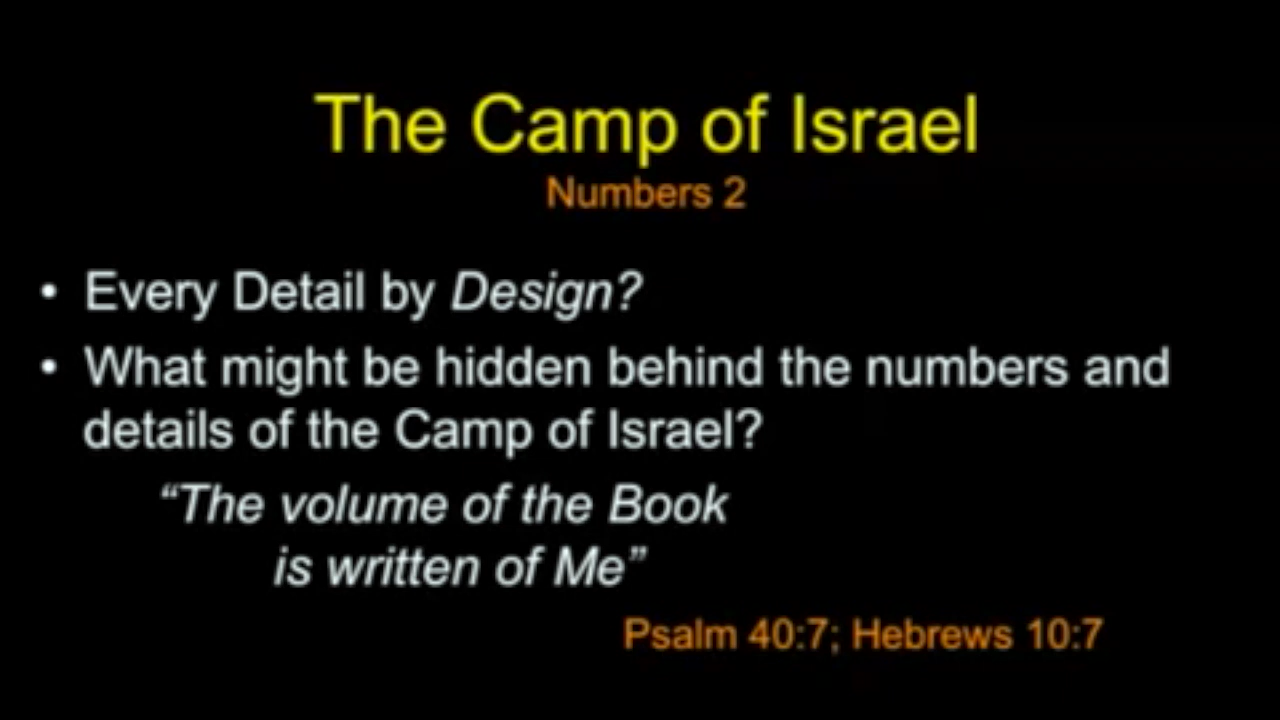 The Camp of Israel
Numbers 2
• Every Detail by Design?
• What might be hidden behind the numbers and
details of the Camp of Israel?
“The volume of the Book
is written of Me”
Psalm 40:7; Hebrews 10:7